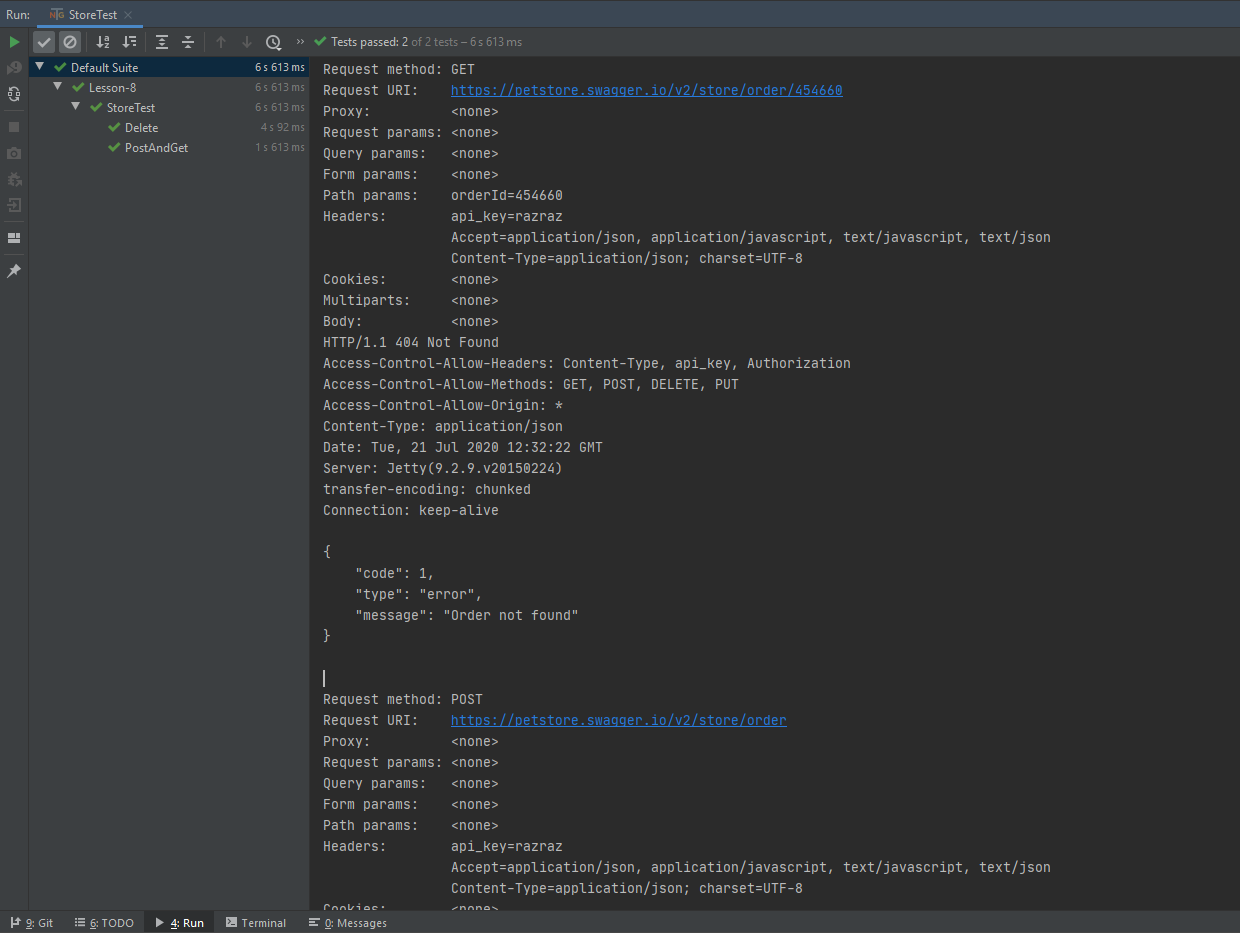 Run: StoreTest
Tests passed: 2 of 2 tests – 6 s 613 ms
Default Suite 6 s 613 ms
Lesson-8 6 s 613 ms
StoreTest 6 s 613 ms
Delete 4 s 92 ms
PostAndGet 1 s 613 ms
Request method: GET
Request URI: https://petstore.swagger.io/v2/store/order/454660
Proxy: <none>
Request params: <none>
Query params: <none>
Form params: <none>
Path params: orderId=454660
Headers: api_key=razraz
Accept=application/json, application/javascript, text/javascript, text/json
Content-Type=application/json; charset=UTF-8
Cookies: <none>
Multiparts: <none>
Body: <none>
HTTP/1.1 404 Not Found
Access-Control-Allow-Headers: Content-Type, api_key, Authorization
Access-Control-Allow-Methods: GET, POST, DELETE, PUT
Access-Control-Allow-Origin: *
Content-Type: application/json
Date: Tue, 21 Jul 2020 12:32:22 GMT
Server: Jetty(9.2.9.v20150224)
transfer-encoding: chunked
Connection: keep-alive
{
"code": 1,
"type": "error",
"message": "Order not found"
}
Request method: POST
Request URI: https://petstore.swagger.io/v2/store/order
Proxy: <none>
Request params: <none>
Query params: <none>
Form params: <none>
Path params: <none>
Headers: api_key=razraz
Accept=application/json, application/javascript, text/javascript, text/json
Content-Type=application/json; charset=UTF-8
Cookies: <none>
9: Git 6: TODO 4: Run Terminal 0: Messages